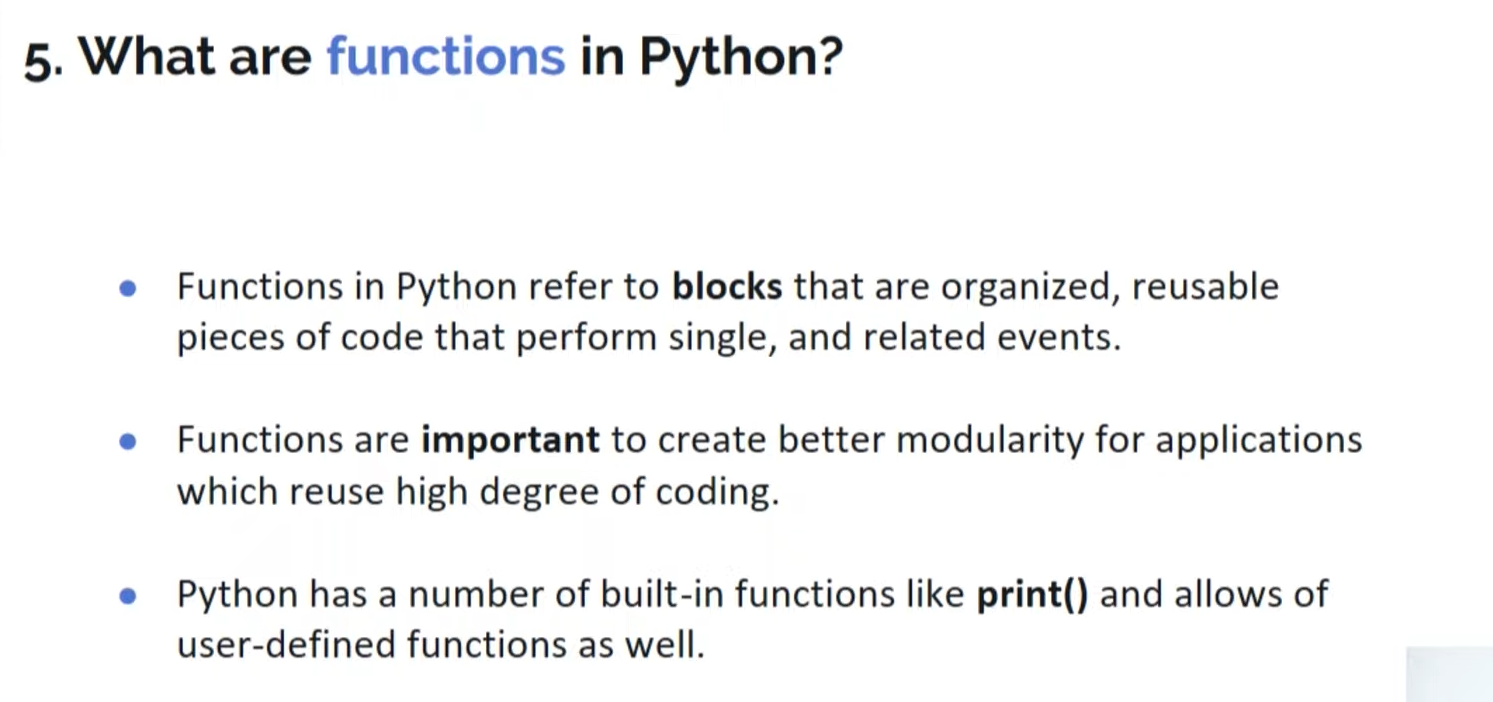 5. What are functions in Python?
• Functions in Python refer to blocks that are organized, reusable
pieces of code that perform single, and related events.
• Functions are important to create better modularity for applications
which reuse high degree of coding.
• Python has a number of built-in functions like print() and allows of
user-defined functions as well.